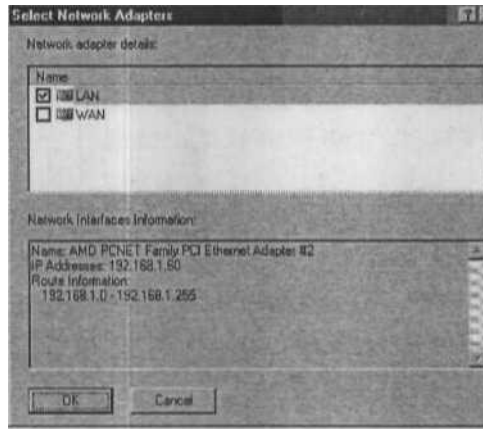 Select Network Adapters
Network adapter details:
Name
LAN
WAN
Network Interfaces Information:
Name: AMD PCNET Family PCI Ethernet Adapter #2
IP Addresses: 192.168.1.60
Route Information:
192.168.1.0 - 192.168.1.255
OK
Cancel